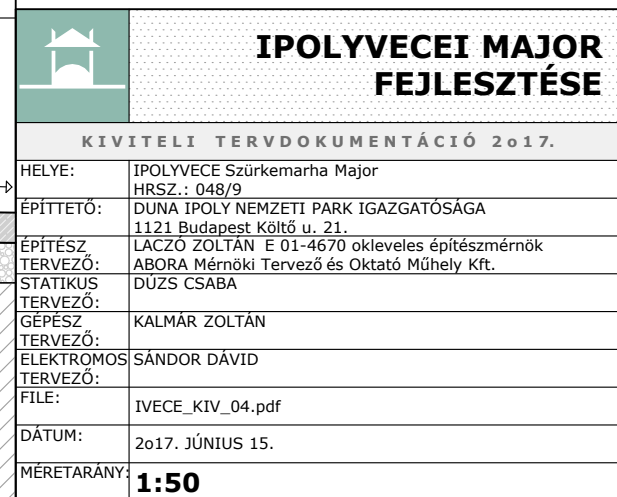 IPOLYVECEI MAJOR
FEJLESZTÉSE
KIVITELI TERVDOKUMENTÁCIÓ 2o17.
HELYE: IPOLYVECE Szürkemarha Major
HRSZ.: 048/9
ÉPÍTTETŐ: DUNA IPOLY NEMZETI PARK IGAZGATÓSÁGA
1121 Budapest Költő u. 21.
ÉPÍTÉSZ LACZÓ ZOLTÁN E 01-4670 okleveles építészmérnök
TERVEZŐ: ABORA Mérnöki Tervező és Oktató Műhely Kft.
STATIKUS DÚZS CSABA
TERVEZŐ:
GÉPÉSZ KALMÁR ZOLTÁN
TERVEZŐ:
ELEKTROMOS SÁNDOR DÁVID
TERVEZŐ:
FILE: IVECE_KIV_04.pdf
DÁTUM: 2o17. JÚNIUS 15.
MÉRETARÁNY: 1:50